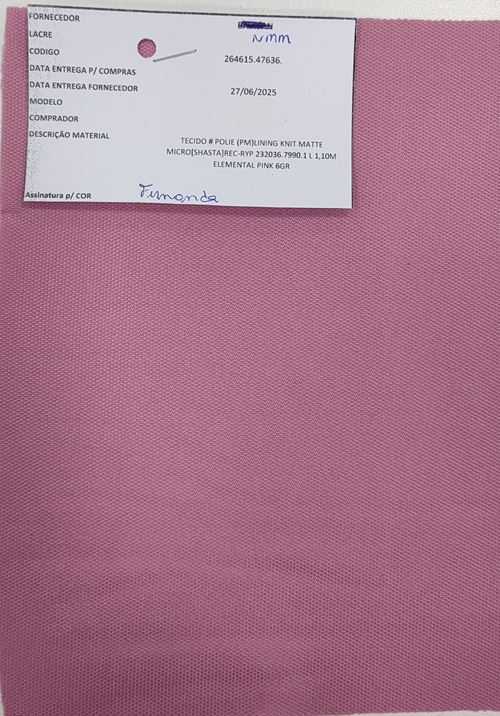 FORNECEDOR
LACRE NMM
CODIGO 264615.47636.
DATA ENTREGA P/ COMPRAS
DATA ENTREGA FORNECEDOR 27/06/2025
MODELO
COMPRADOR
DESCRIÇÃO MATERIAL TECIDO # POLIE (PM)LINING KNIT MATTE
MICRO[SHASTA]REC-RYP 232036.7990.1 L 1,10M
ELEMENTAL PINK 6GR
Assinatura p/ COR Fernanda